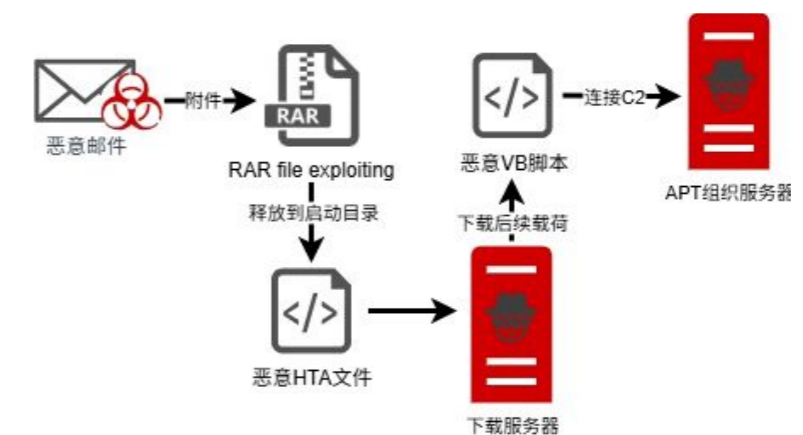 恶意邮件
附件
RAR
RAR file exploiting
释放到启动目录
恶意HTA文件
下载服务器
下载后续载荷
恶意VB脚本
连接C2
APT组织服务器